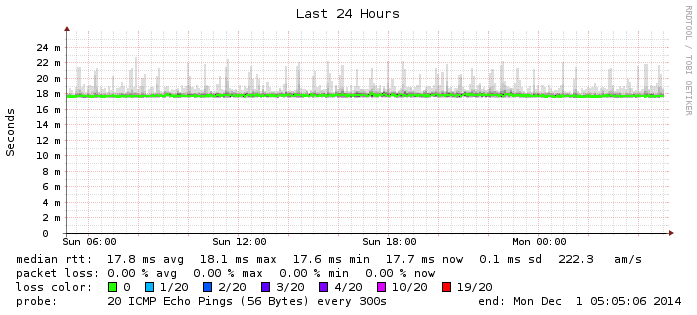 Last 24 Hours
RRDTOOL / TOBI OETIKER
Seconds
24 m
22 m
20 m
18 m
16 m
14 m
12 m
10 m
8 m
6 m
4 m
2 m
0
Sun 06:00 Sun 12:00 Sun 18:00 Mon 00:00
median rtt: 17.8 ms avg 18.1 ms max 17.6 ms min 17.7 ms now 0.1 ms sd 222.3 am/s
packet loss: 0.00 % avg 0.00 % max 0.00 % min 0.00 % now
loss color: 0 1/20 2/20 3/20 4/20 10/20 19/20
probe: 20 ICMP Echo Pings (56 Bytes) every 300s end: Mon Dec 1 05:05:06 2014